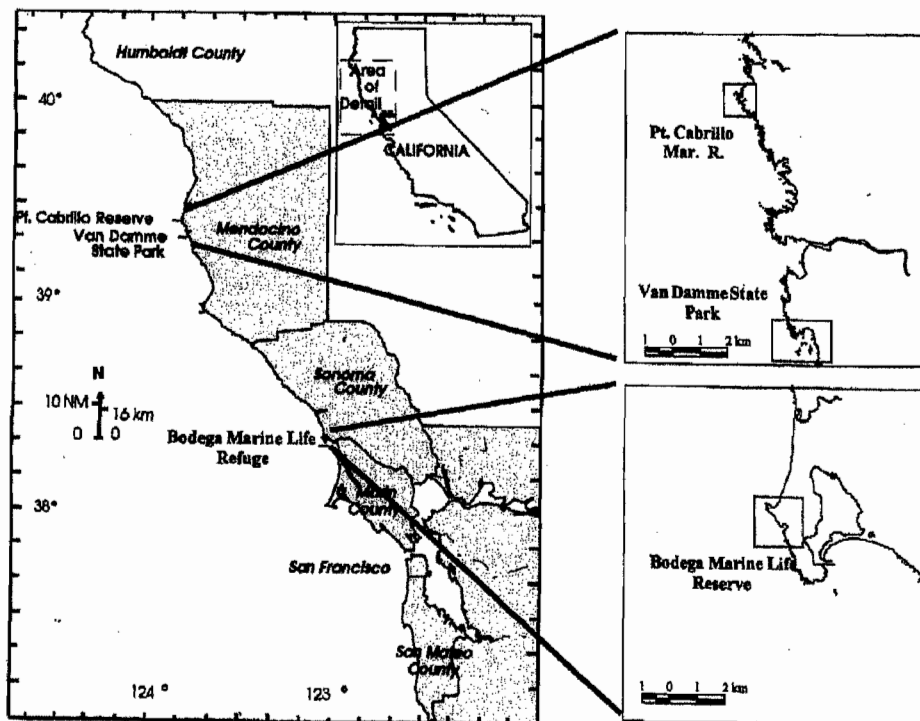 Humboldt County
40°
Area
of
Detail
CALIFORNIA
Pt. Cabrillo Reserve
Van Damme
State Park
Mendocino
County
39°
Sonoma
County
N
10 NM
16 km
0 0
Bodega Marine Life
Refuge
Marin
County
38°
San Francisco
San Mateo
County
124°
123°
Pt. Cabrillo
Mar. R.
Van Damme State
Park
1 0 1 2 km
Bodega Marine Life
Reserve
1 0 1 2 km